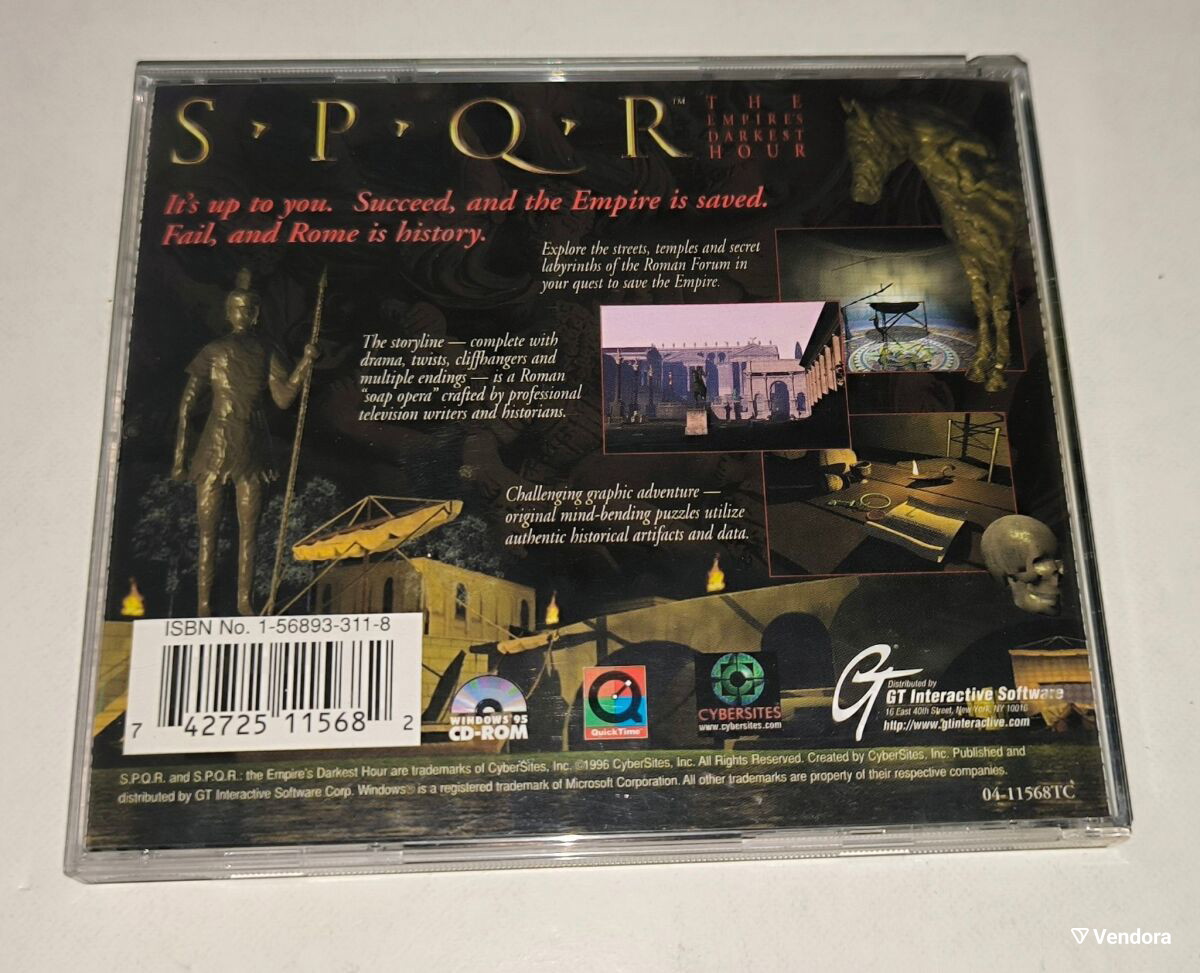 S·P·Q·R™
THE
EMPIRE'S
DARKEST
HOUR
It's up to you. Succeed, and the Empire is saved.
Fail, and Rome is history.
Explore the streets, temples and secret
labyrinths of the Roman Forum in
your quest to save the Empire.
The storyline — complete with
drama, twists, cliffhangers and
multiple endings — is a Roman
"soap opera" crafted by professional
television writers and historians.
Challenging graphic adventure —
original mind-bending puzzles utilize
authentic historical artifacts and data.
ISBN No. 1-56893-311-8
7 42725 11568 2
WINDOWS 95
CD-ROM
QuickTime™
CYBERSITES
www.cybersites.com
GT®
Distributed by
GT Interactive Software
16 East 40th Street, New York, NY 10016
http://www.gtinteractive.com
S.P.Q.R. and S.P.Q.R.: the Empire's Darkest Hour are trademarks of CyberSites, Inc. ©1996 CyberSites, Inc. All Rights Reserved. Created by CyberSites, Inc. Published and
distributed by GT Interactive Software Corp. Windows® is a registered trademark of Microsoft Corporation. All other trademarks are property of their respective companies.
04-11568TC
Vendora